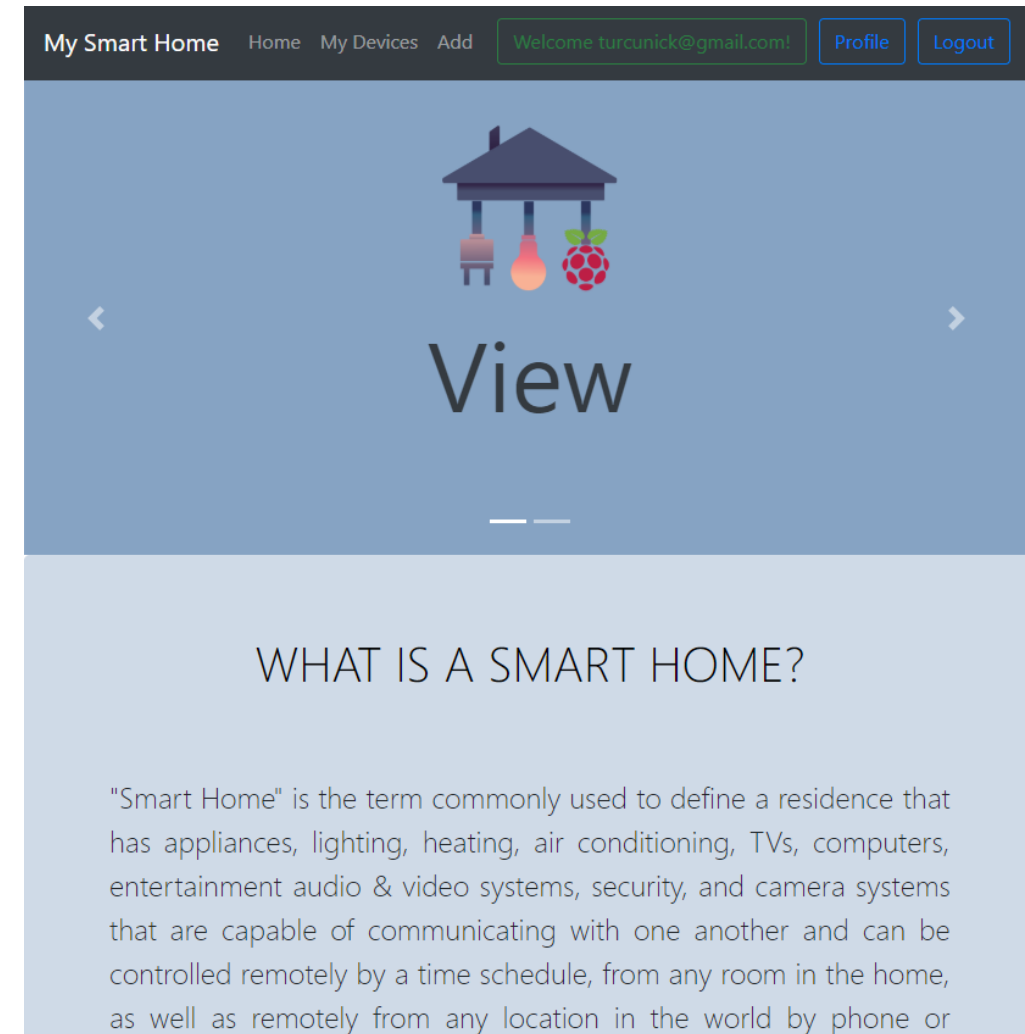 My Smart Home Home My Devices Add Welcome turcunick@gmail.com! Profile Logout
View
WHAT IS A SMART HOME?
"Smart Home" is the term commonly used to define a residence that
has appliances, lighting, heating, air conditioning, TVs, computers,
entertainment audio & video systems, security, and camera systems
that are capable of communicating with one another and can be
controlled remotely by a time schedule, from any room in the home,
as well as remotely from any location in the world by phone or